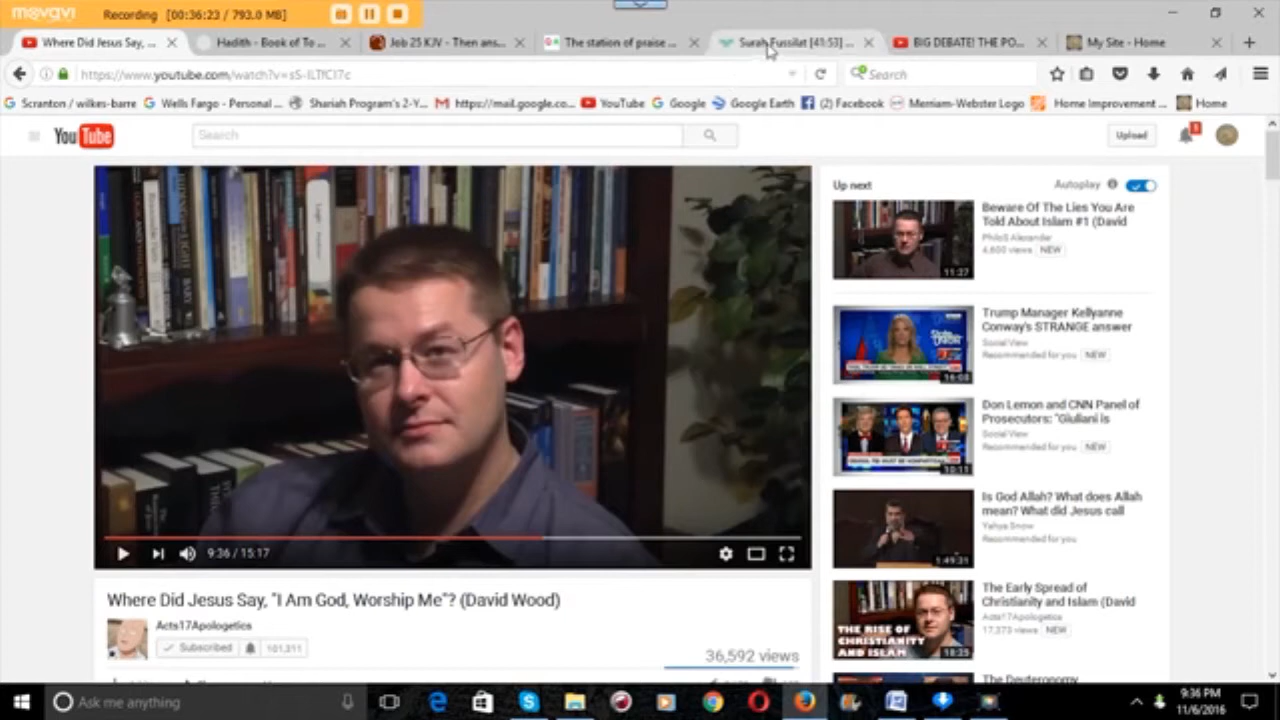 movavi Recording [00:36:23 / 793.0 MB]
Where Did Jesus Say, ... Hadith - Book of To ... Job 25 KJV - Then ans... The station of praise ... Surah Fussilat [41:53] ... BIG DEBATE! THE PO... My Site - Home
https://www.youtube.com/watch?v=sS-ILTfCI7c Search
Scranton / wilkes-barre Wells Fargo - Personal ... Shariah Program's 2-Y... https://mail.google.co... YouTube Google Google Earth (2) Facebook Merriam-Webster Logo Home Improvement ... Home
YouTube Search Upload
Up next Autoplay
Beware Of The Lies You Are
Told About Islam #1 (David
PhiloS Alexander
4,600 views NEW
11:27
Trump Manager Kellyanne
Conway's STRANGE answer
Social View
Recommended for you NEW
16:03
Don Lemon and CNN Panel of
Prosecutors: "Giuliani is
Social View
Recommended for you NEW
10:11
Is God Allah? What does Allah
mean? What did Jesus call
Yahya Snow
Recommended for you
1:49:31
The Early Spread of
Christianity and Islam (David
Acts17Apologetics
17,373 views NEW
THE RISE OF
CHRISTIANITY
AND ISLAM
18:25
The Deuteronomy
9:36 / 15:17
Where Did Jesus Say, "I Am God, Worship Me"? (David Wood)
Acts17Apologetics
Subscribed 101,311
36,592 views
Ask me anything
9:36 PM
11/6/2016